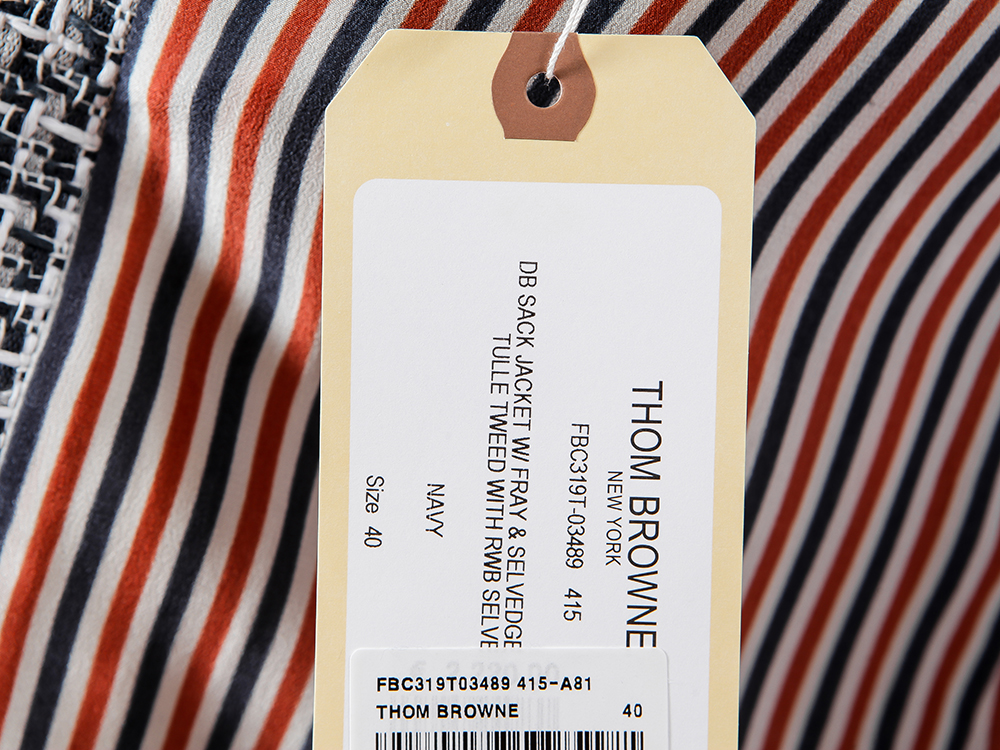 THOM BROWNE
NEW YORK
FBC319T-03489 415
DB SACK JACKET W/ FRAY & SELVEDGE
TULLE TWEED WITH RWB SELVE
NAVY
Size 40
FBC319T03489 415-A81
THOM BROWNE 40